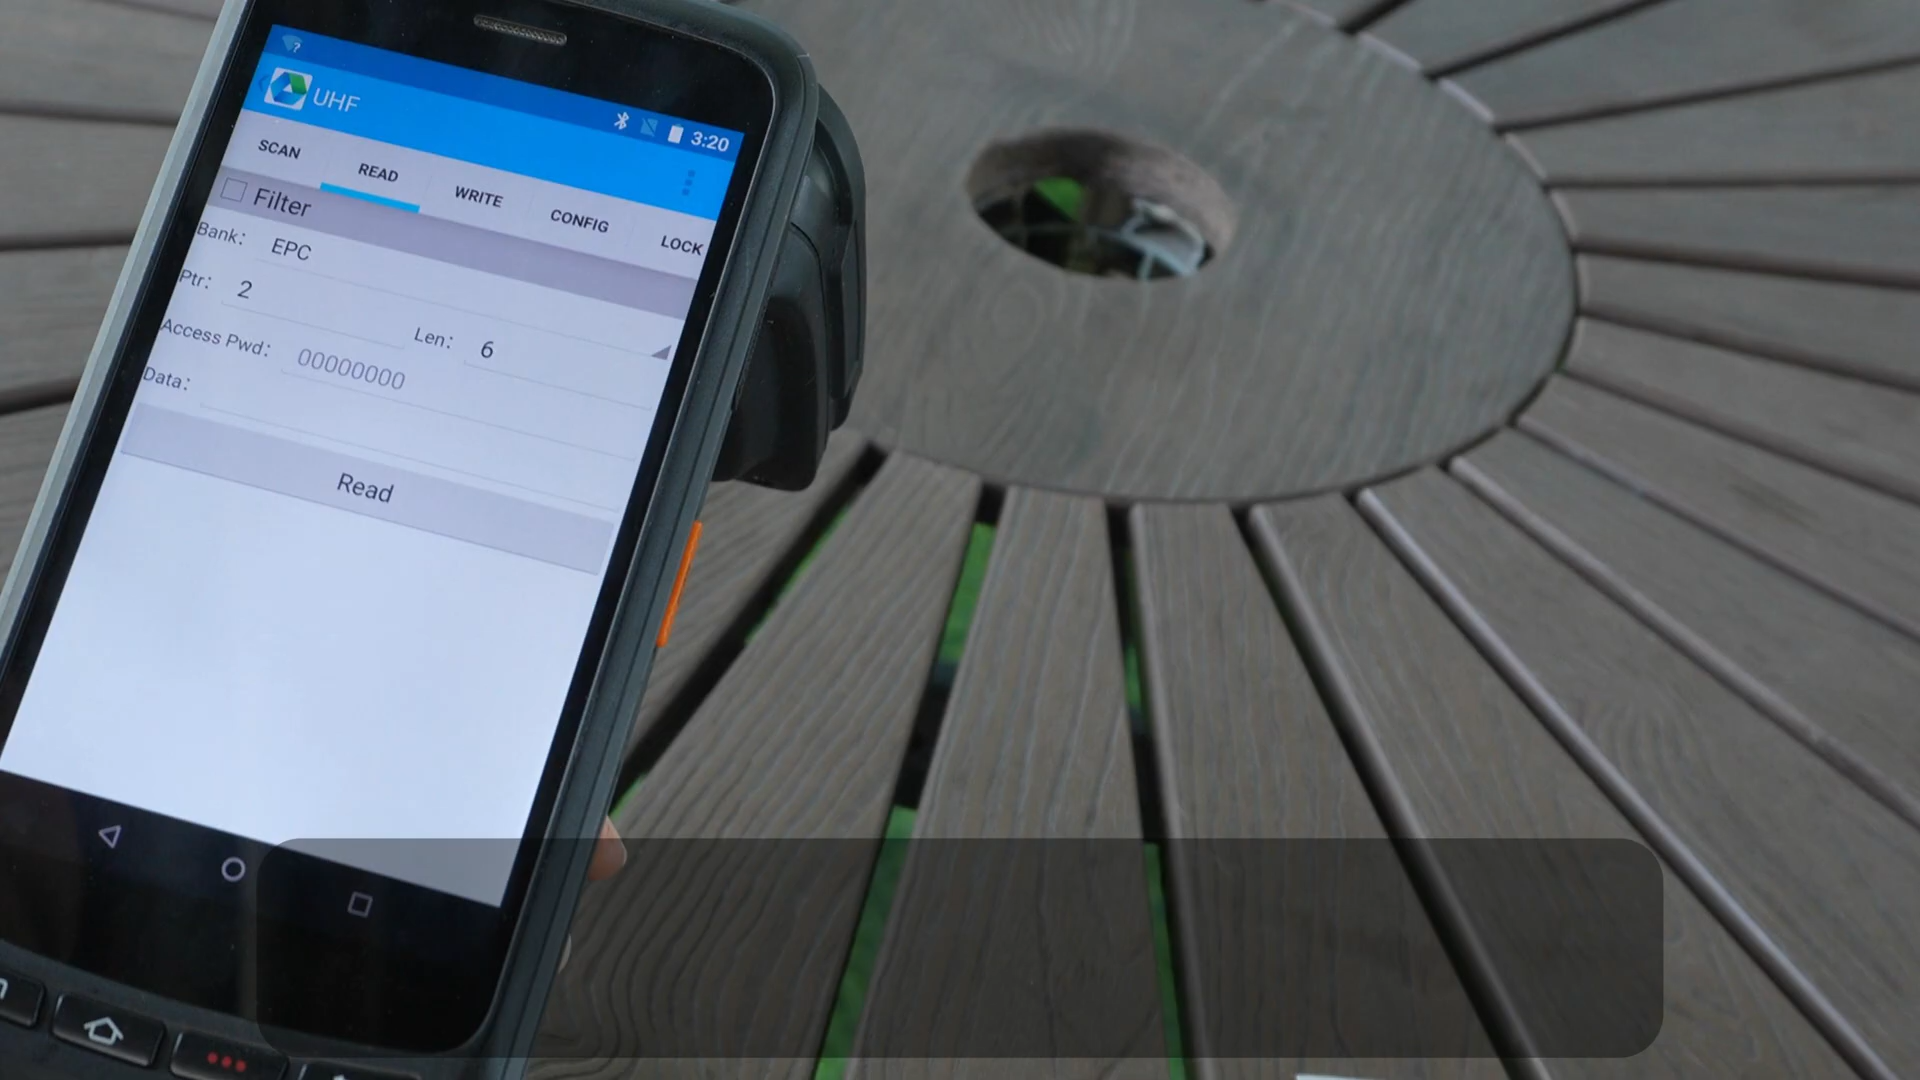 3:20
UHF
SCAN READ WRITE CONFIG LOCK
Filter
Bank: EPC
Ptr: 2 Len: 6
Access Pwd: 00000000
Data:
Read